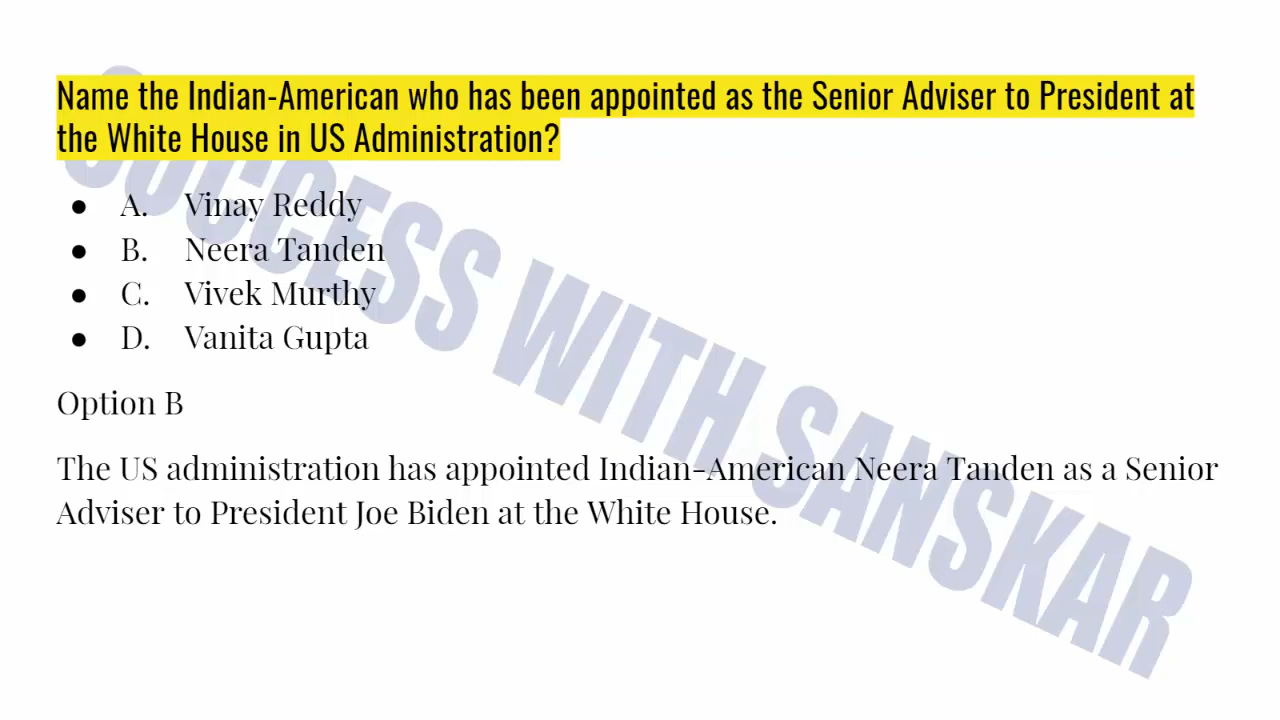 Name the Indian-American who has been appointed as the Senior Adviser to President at
the White House in US Administration?
● A. Vinay Reddy
● B. Neera Tanden
● C. Vivek Murthy
● D. Vanita Gupta
Option B
The US administration has appointed Indian-American Neera Tanden as a Senior
Adviser to President Joe Biden at the White House.
SUCCESS WITH SANSKAR